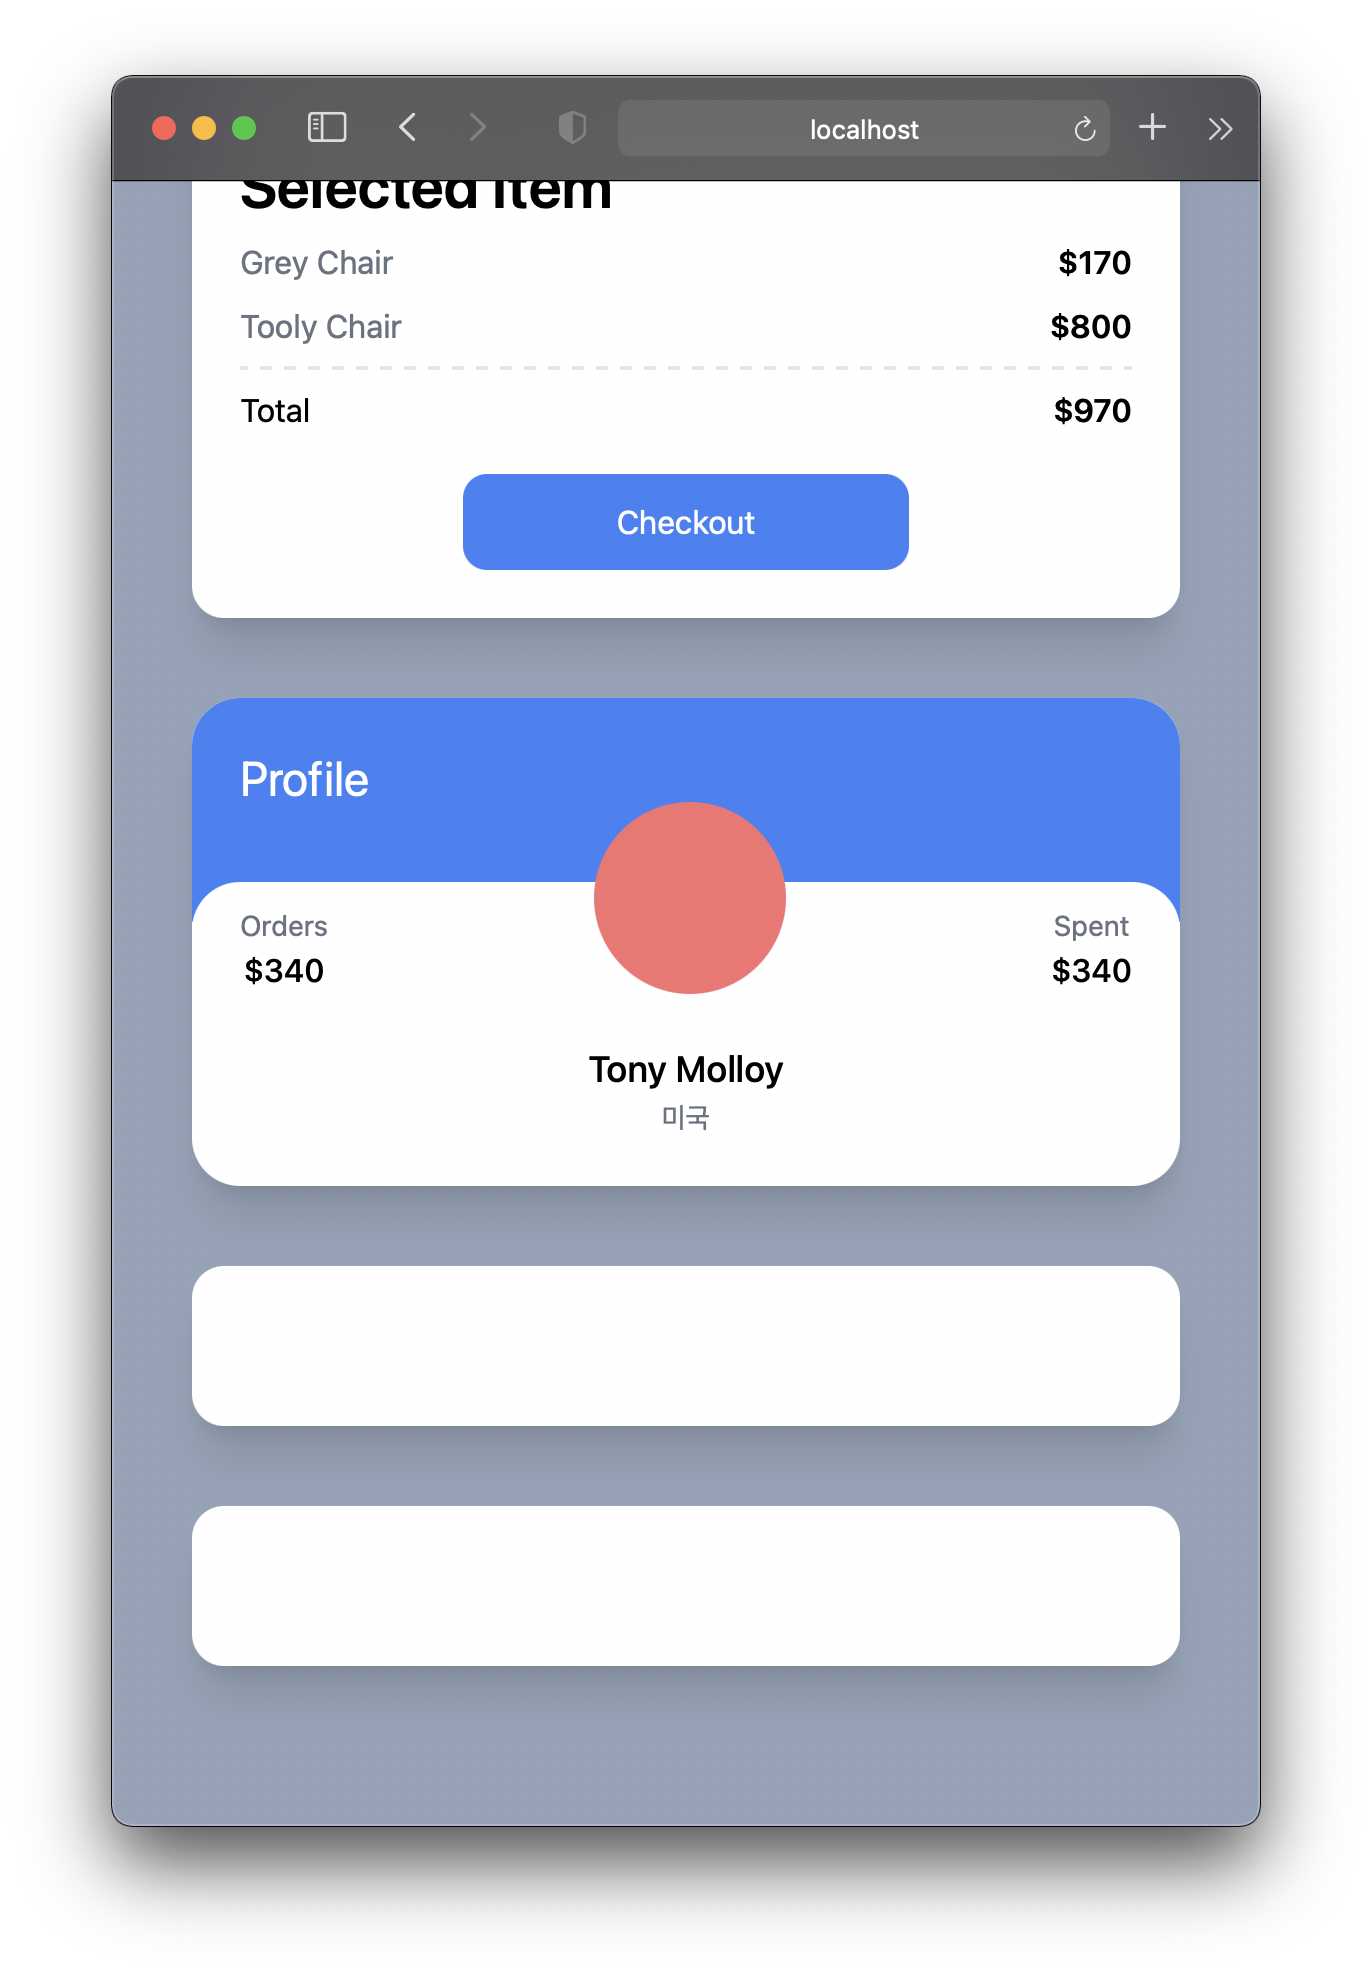 localhost
Selected Item
Grey Chair $170
Tooly Chair $800
Total $970
Checkout
Profile
Orders
$340
Spent
$340
Tony Molloy
미국